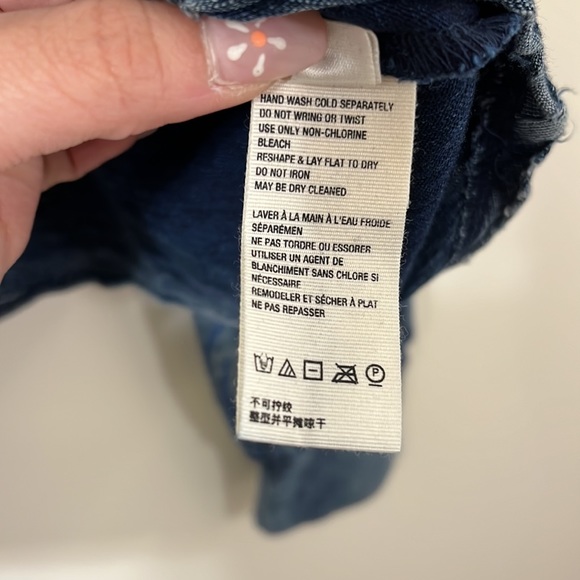 HAND WASH COLD SEPARATELY
DO NOT WRING OR TWIST
USE ONLY NON-CHLORINE
BLEACH
RESHAPE & LAY FLAT TO DRY
DO NOT IRON
MAY BE DRY CLEANED
LAVER À LA MAIN À L'EAU FROIDE
SÉPARÉMEN
NE PAS TORDRE OU ESSORER
UTILISER UN AGENT DE
BLANCHIMENT SANS CHLORE SI
NÉCESSAIRE
REMODELER ET SÉCHER À PLAT
NE PAS REPASSER
P
不可拧绞
整型并平摊晾干